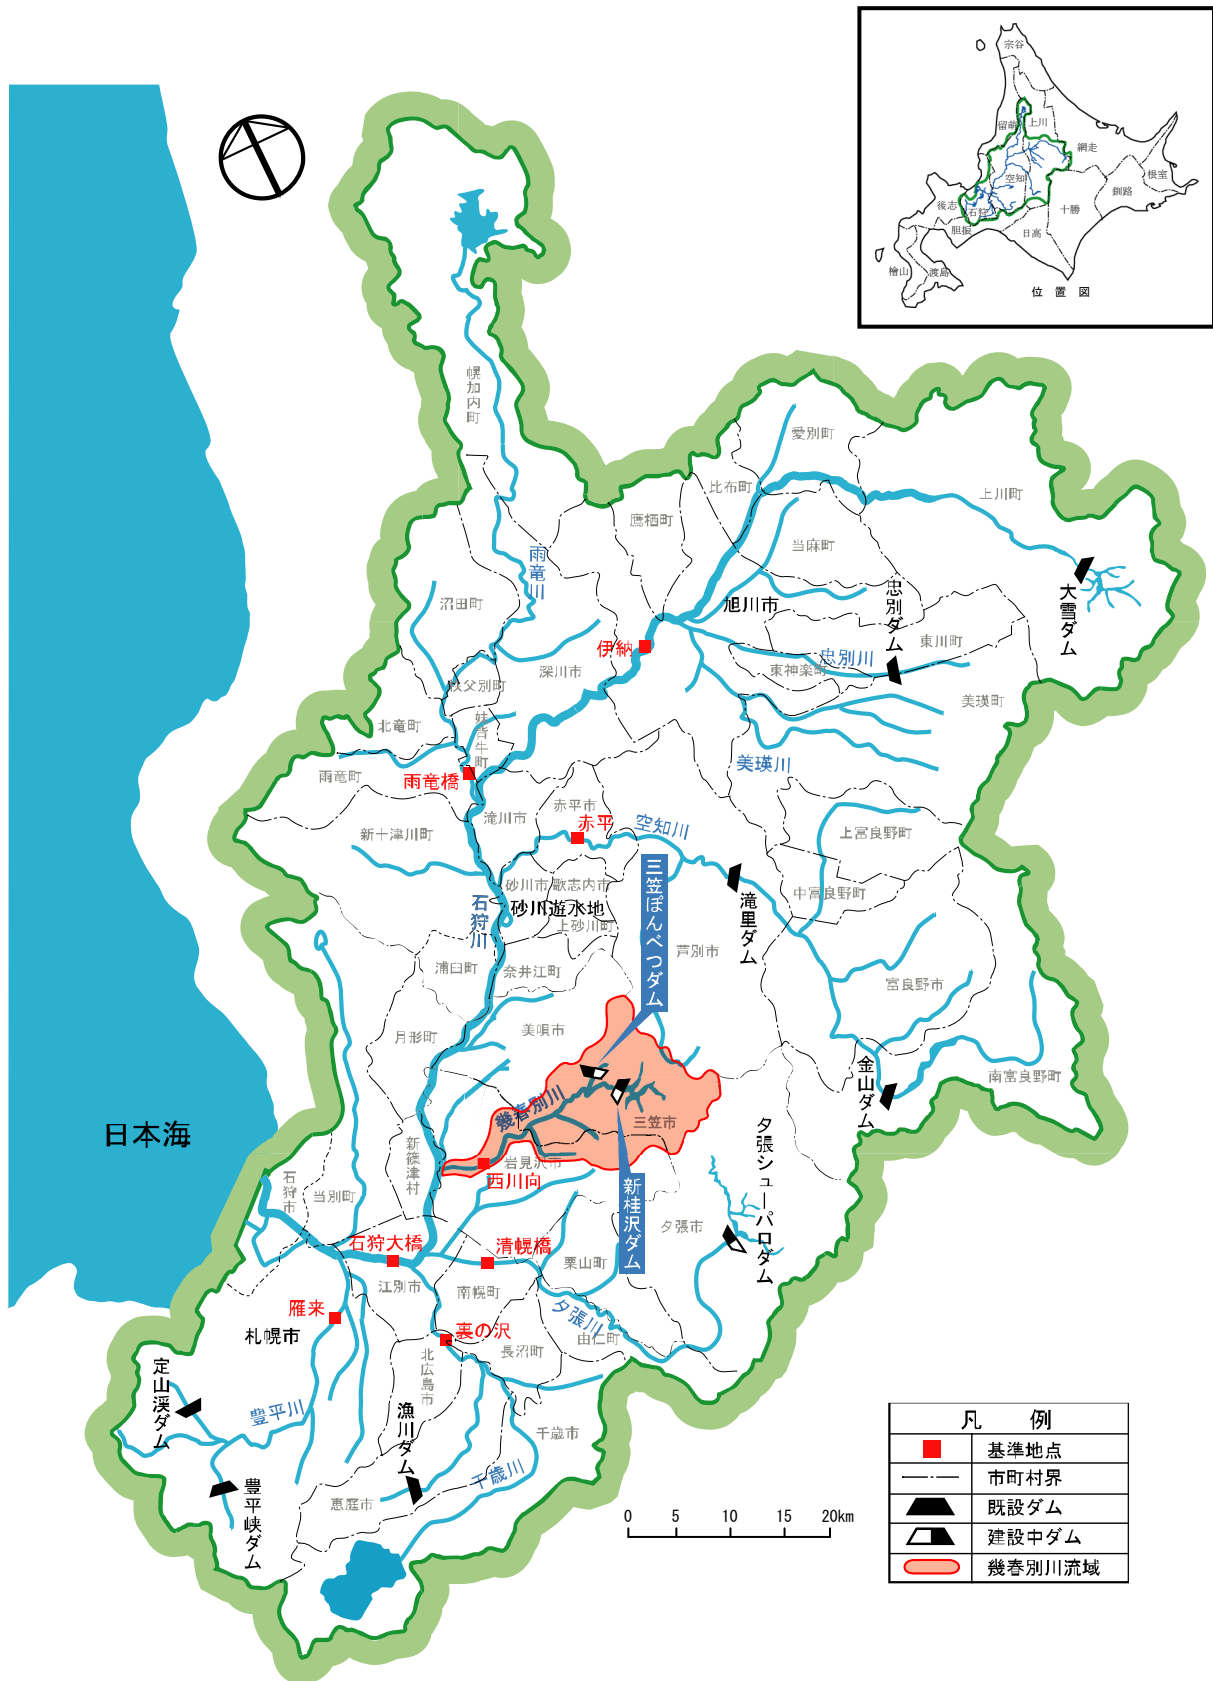 宗谷
留萌
上川
網走
空知
根室
釧路
十勝
後志
石狩
胆振
日高
檜山
渡島
位 置 図
幌加内町
愛別町
比布町
上川町
鷹栖町
当麻町
雨竜川
忠別ダム
大雪ダム
沼田町
旭川市
伊納
東川町
忠別川
東神楽町
深川市
秩父別町
美瑛町
北竜町
妹背牛町
美瑛川
雨竜町
雨竜橋
滝川市
赤平市
赤平
空知川
新十津川町
上富良野町
三笠ぽんべつダム
砂川市
歌志内市
中富良野町
石狩川
砂川遊水地
滝里ダム
上砂川町
芦別市
浦臼町
奈井江町
富良野市
月形町
美唄市
金山ダム
南富良野町
幾春別川
三笠市
日本海
夕張シューパロダム
新篠津村
岩見沢市
西川向
石狩市
当別町
新桂沢ダム
夕張市
石狩大橋
清幌橋
栗山町
江別市
南幌町
雁来
夕張川
札幌市
裏の沢
由仁町
長沼町
北広島市
定山渓ダム
豊平川
漁川ダム
千歳市
千歳川
豊平峡ダム
恵庭市
0 5 10 15 20km
凡 例
基準地点
市町村界
既設ダム
建設中ダム
幾春別川流域